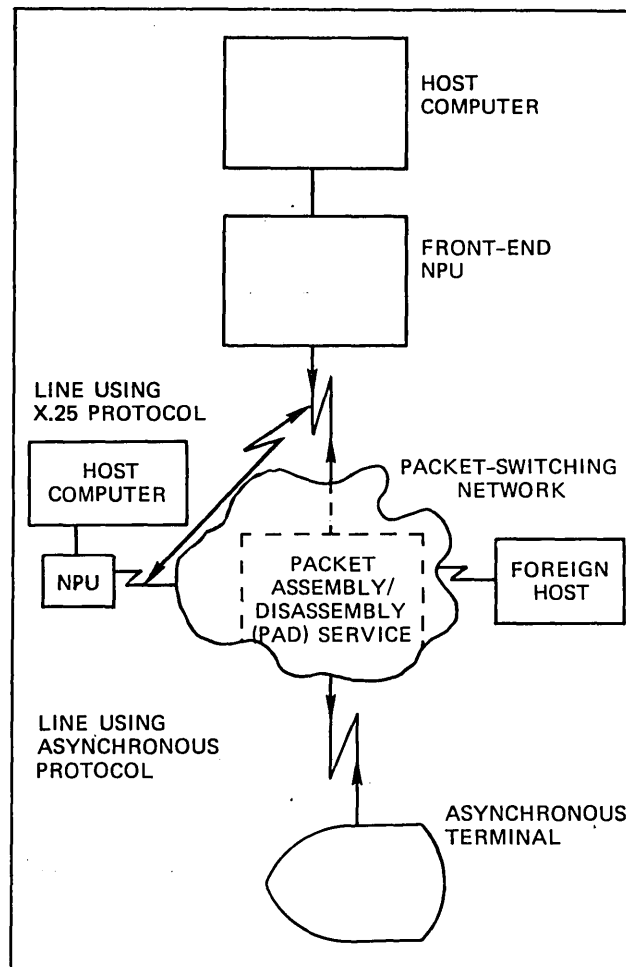 HOST
COMPUTER
FRONT-END
NPU
LINE USING
X.25 PROTOCOL
HOST
COMPUTER
NPU
PACKET-SWITCHING
NETWORK
PACKET
ASSEMBLY/
DISASSEMBLY
(PAD) SERVICE
FOREIGN
HOST
LINE USING
ASYNCHRONOUS
PROTOCOL
ASYNCHRONOUS
TERMINAL